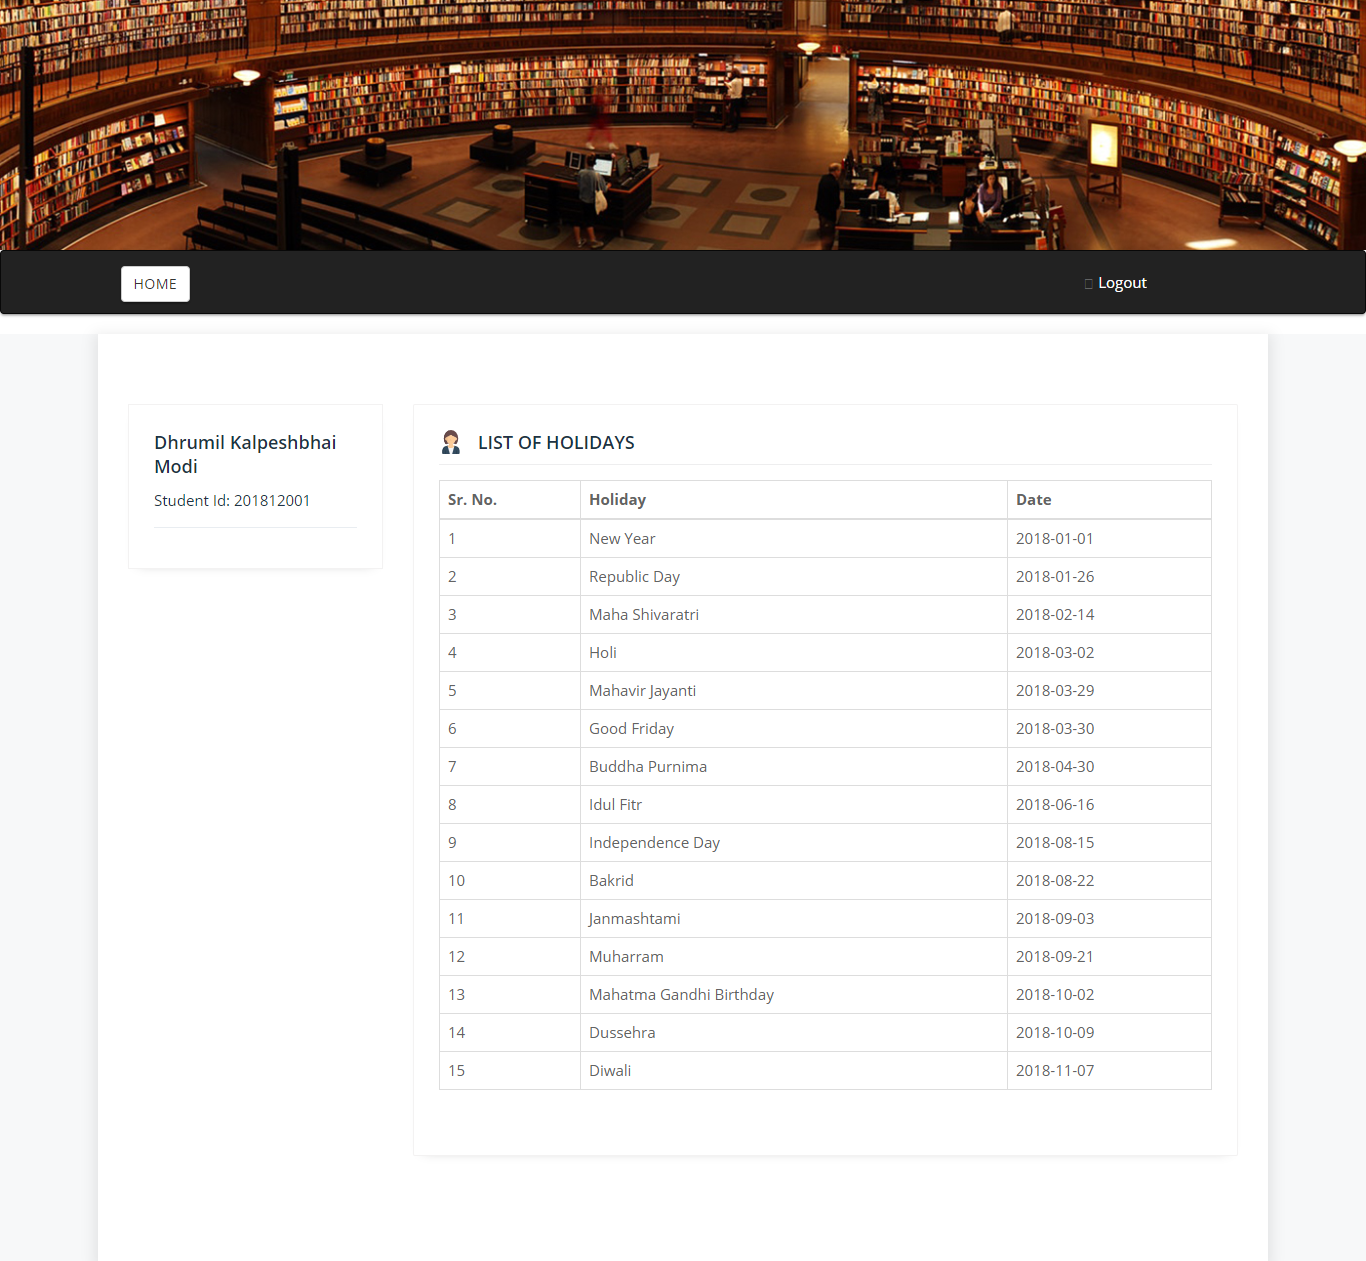 HOME
Logout
Dhrumil Kalpeshbhai
Modi
Student Id: 201812001
LIST OF HOLIDAYS
Sr. No. Holiday Date
1 New Year 2018-01-01
2 Republic Day 2018-01-26
3 Maha Shivaratri 2018-02-14
4 Holi 2018-03-02
5 Mahavir Jayanti 2018-03-29
6 Good Friday 2018-03-30
7 Buddha Purnima 2018-04-30
8 Idul Fitr 2018-06-16
9 Independence Day 2018-08-15
10 Bakrid 2018-08-22
11 Janmashtami 2018-09-03
12 Muharram 2018-09-21
13 Mahatma Gandhi Birthday 2018-10-02
14 Dussehra 2018-10-09
15 Diwali 2018-11-07